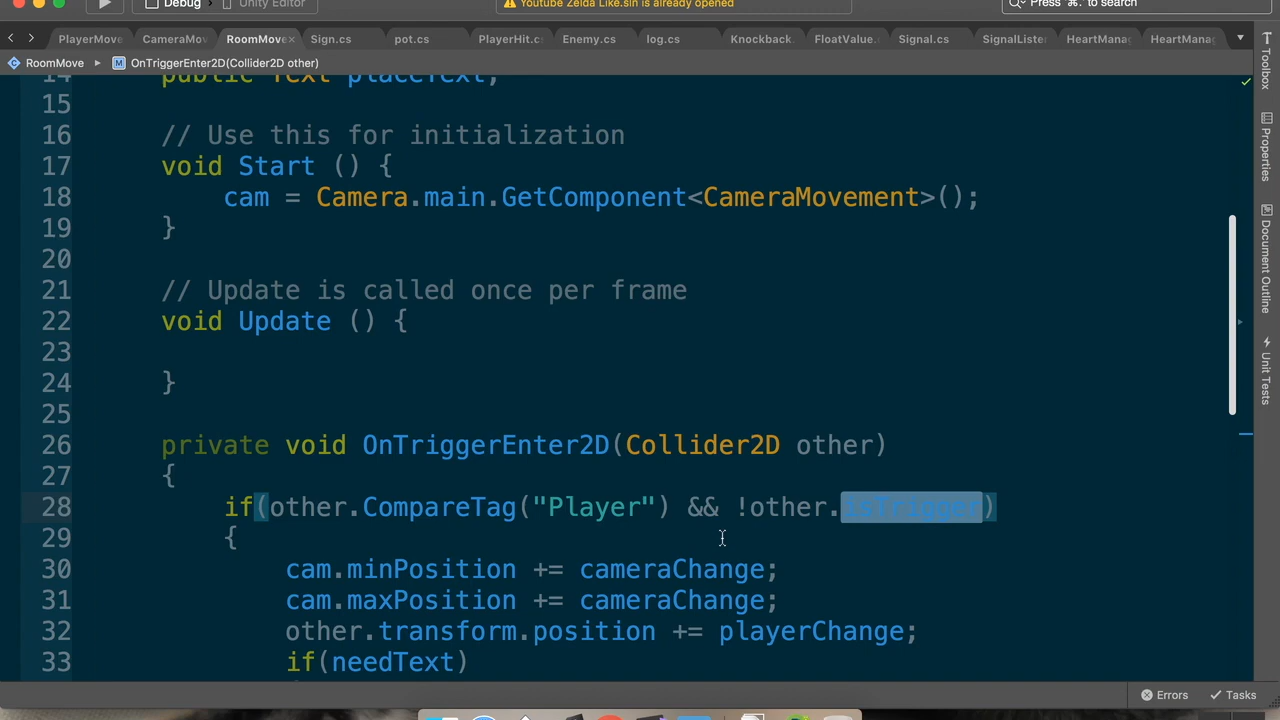 Debug
Unity Editor
Youtube Zelda Like.sln is already opened
Press ⌘. to search
PlayerMove
CameraMov
RoomMove
Sign.cs
pot.cs
PlayerHit.c
Enemy.cs
log.cs
Knockback.
FloatValue.
Signal.cs
SignalListe
HeartManag
HeartManag
RoomMove
OnTriggerEnter2D(Collider2D other)
14 public Text placeText;
15
16 // Use this for initialization
17 void Start () {
18 cam = Camera.main.GetComponent<CameraMovement>();
19 }
20
21 // Update is called once per frame
22 void Update () {
23
24 }
25
26 private void OnTriggerEnter2D(Collider2D other)
27 {
28 if(other.CompareTag("Player") && !other.isTrigger)
29 {
30 cam.minPosition += cameraChange;
31 cam.maxPosition += cameraChange;
32 other.transform.position += playerChange;
33 if(needText)
Toolbox
Properties
Document Outline
Unit Tests
Errors
Tasks